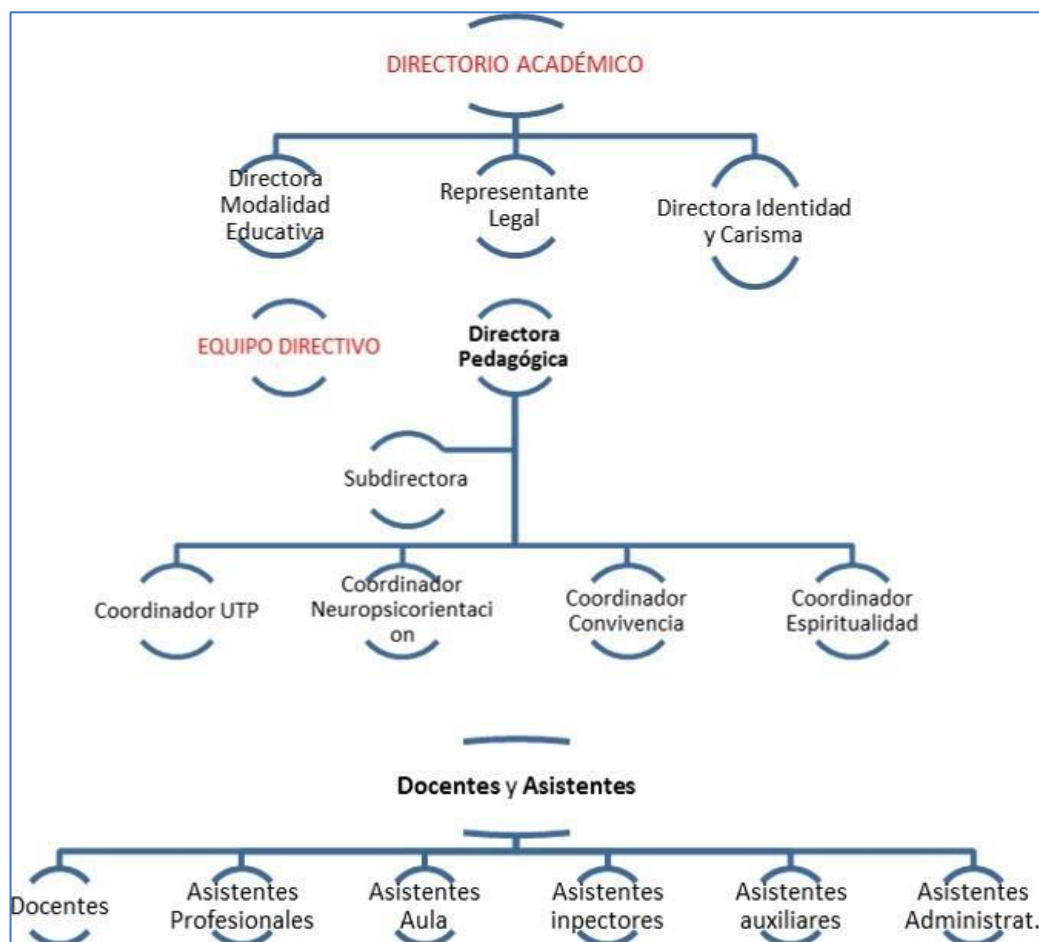 DIRECTORIO ACADÉMICO
Directora
Modalidad
Educativa
Representante
Legal
Directora Identidad
y Carisma
EQUIPO DIRECTIVO
Directora
Pedagógica
Subdirectora
Coordinador UTP
Coordinador
Neuropsicorientaci
on
Coordinador
Convivencia
Coordinador
Espiritualidad
Docentes y Asistentes
Docentes
Asistentes
Profesionales
Asistentes
Aula
Asistentes
inpectores
Asistentes
auxiliares
Asistentes
Administrat.